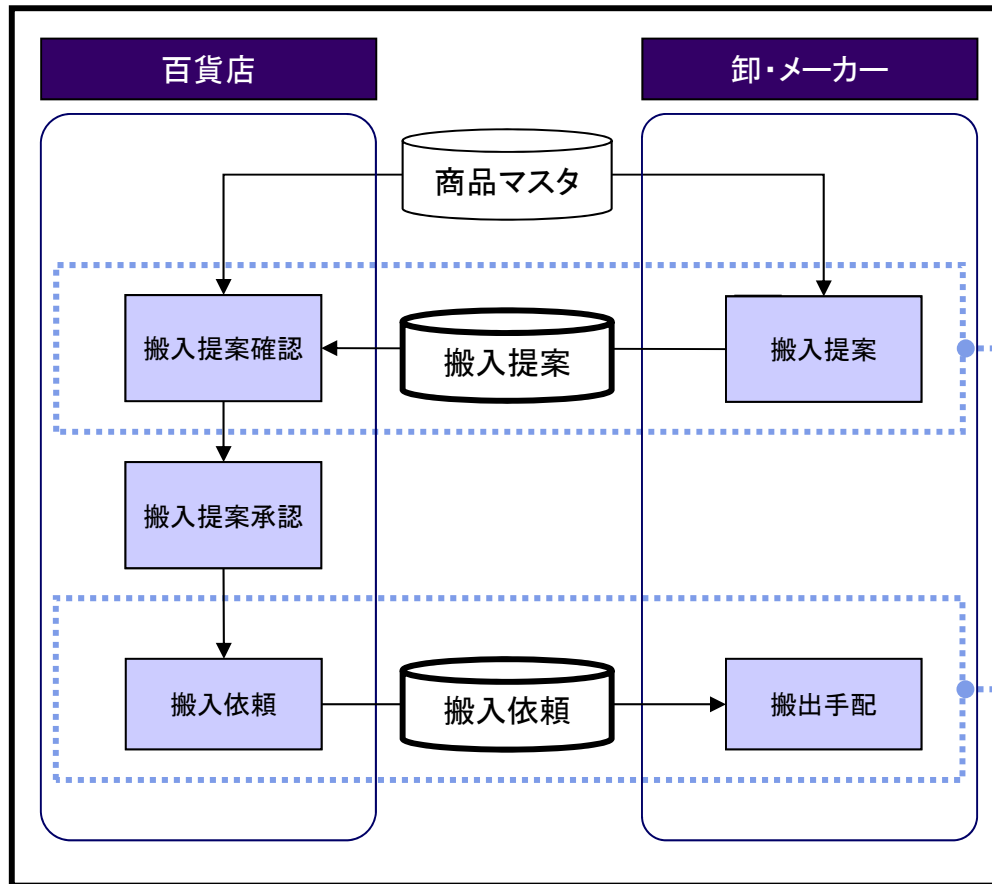 百貨店
卸・メーカー
商品マスタ
搬入提案確認
搬入提案
搬入提案
搬入提案承認
搬入依頼
搬入依頼
搬出手配